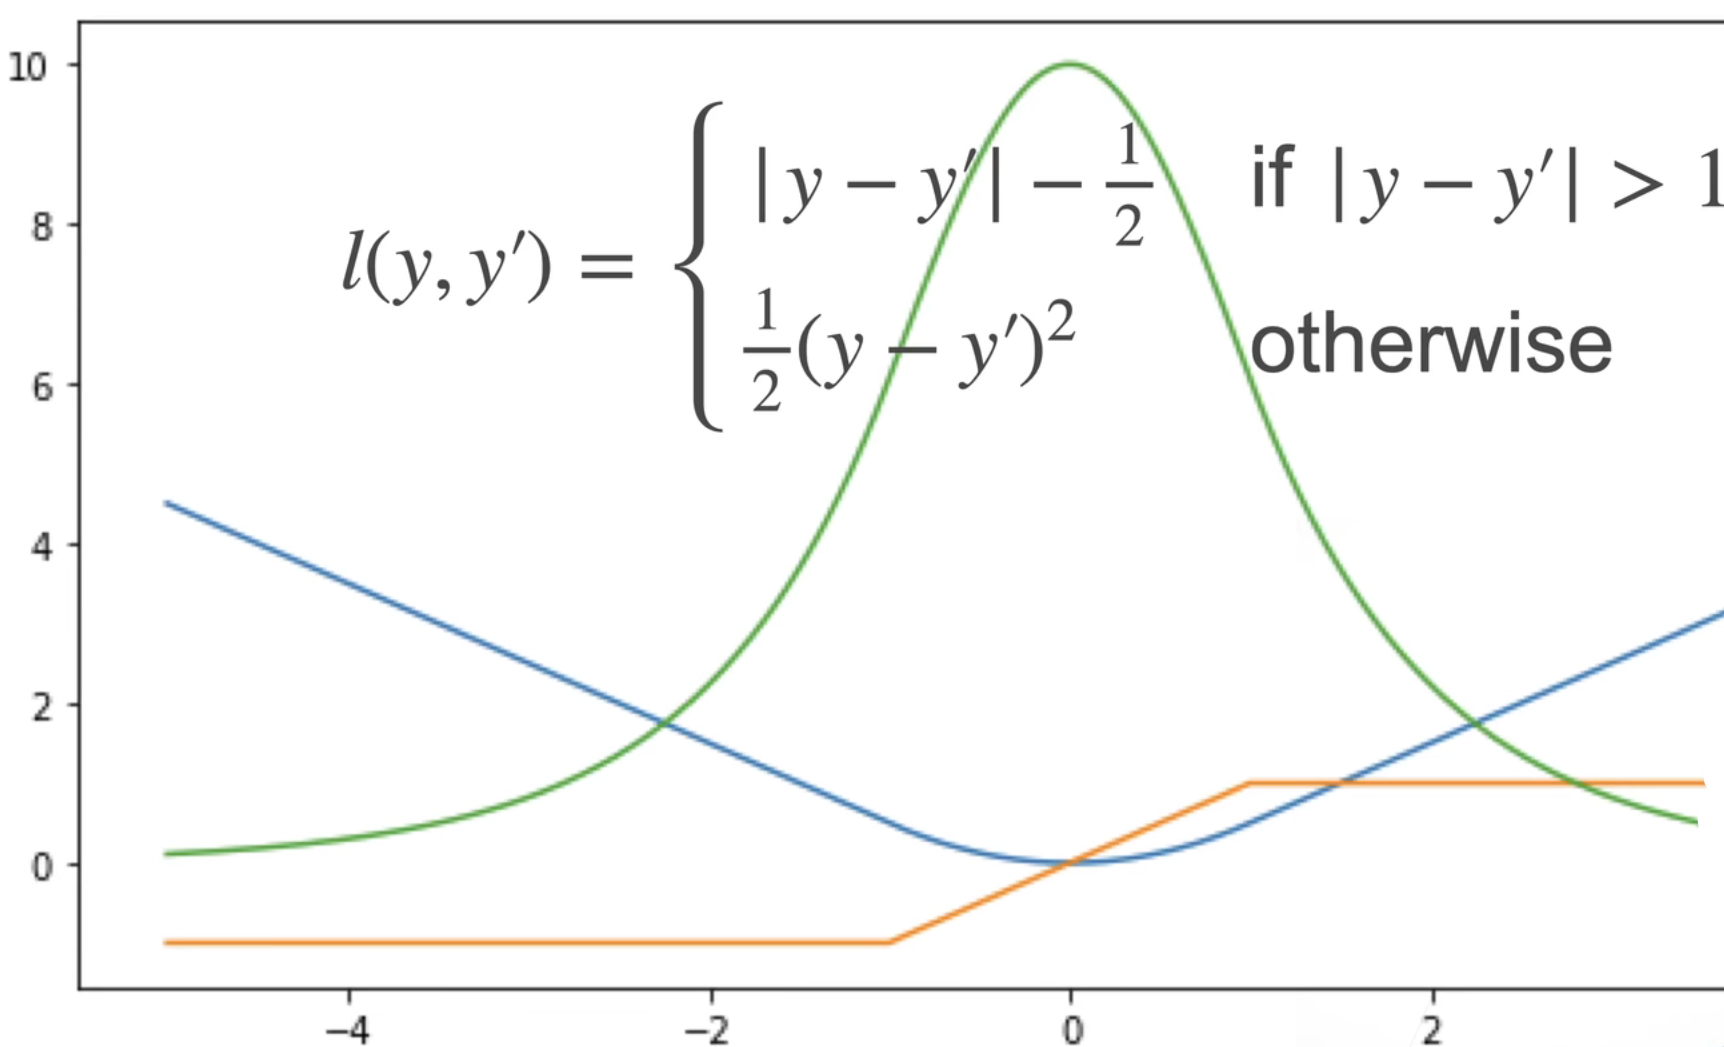 10
8
6
4
2
0
l(y, y′) = { |y − y′| − 1/2 if |y − y′| > 1
1/2(y − y′)² otherwise
−4 −2 0 2